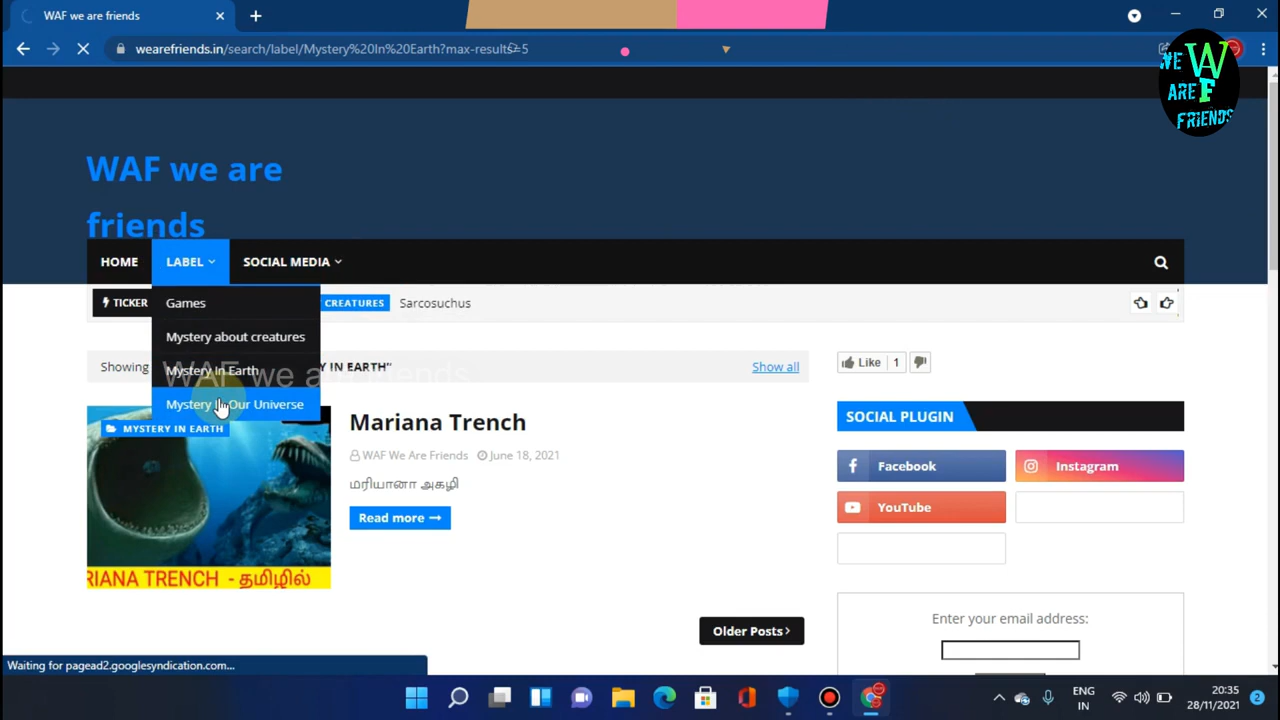 WAF we are friends
wearefriends.in/search/label/Mystery%20In%20Earth?max-results=5
WE
W
ARE
F
FRIENDS
WAF we are
friends
HOME
LABEL
SOCIAL MEDIA
TICKER
CREATURES
Sarcosuchus
Games
Mystery about creatures
Mystery In Earth
Mystery In Our Universe
Showing
Y IN EARTH"
Show all
WAF we are friends
Like
1
MYSTERY IN EARTH
RIANA TRENCH - தமிழில்
Mariana Trench
WAF We Are Friends
June 18, 2021
மரியானா அகழி
Read more
Older Posts
SOCIAL PLUGIN
Facebook
Instagram
YouTube
Enter your email address:
Waiting for pagead2.googlesyndication.com...
ENG
IN
20:35
28/11/2021
2